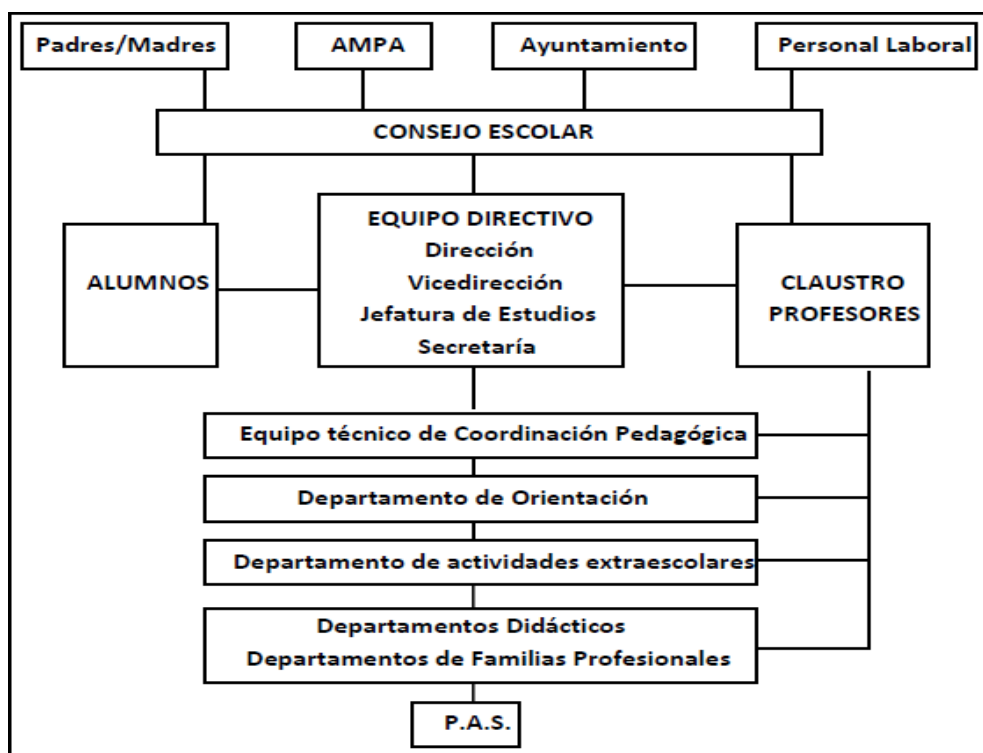 Padres/Madres
AMPA
Ayuntamiento
Personal Laboral
CONSEJO ESCOLAR
ALUMNOS
EQUIPO DIRECTIVO
Dirección
Vicedirección
Jefatura de Estudios
Secretaría
CLAUSTRO
PROFESORES
Equipo técnico de Coordinación Pedagógica
Departamento de Orientación
Departamento de actividades extraescolares
Departamentos Didácticos
Departamentos de Familias Profesionales
P.A.S.